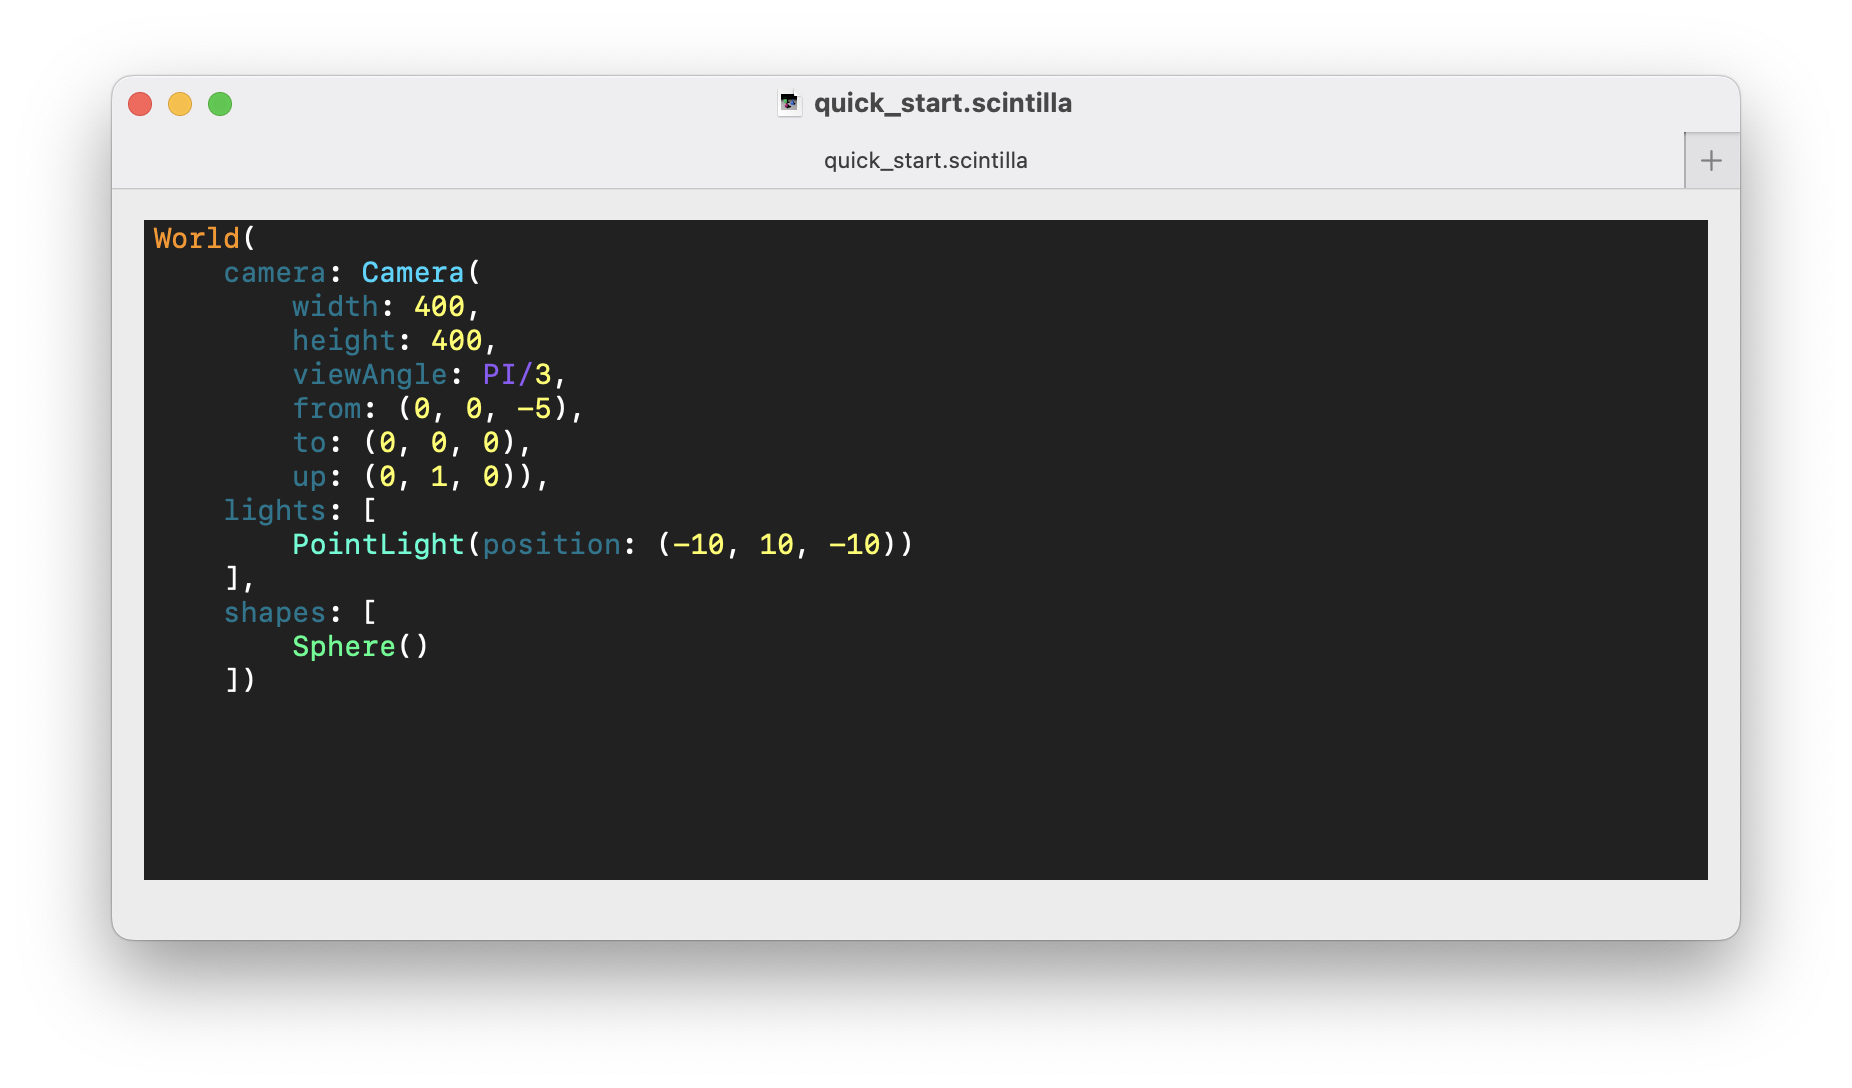 quick_start.scintilla
quick_start.scintilla
World(
    camera: Camera(
        width: 400,
        height: 400,
        viewAngle: PI/3,
        from: (0, 0, -5),
        to: (0, 0, 0),
        up: (0, 1, 0)),
    lights: [
        PointLight(position: (-10, 10, -10))
    ],
    shapes: [
        Sphere()
    ])